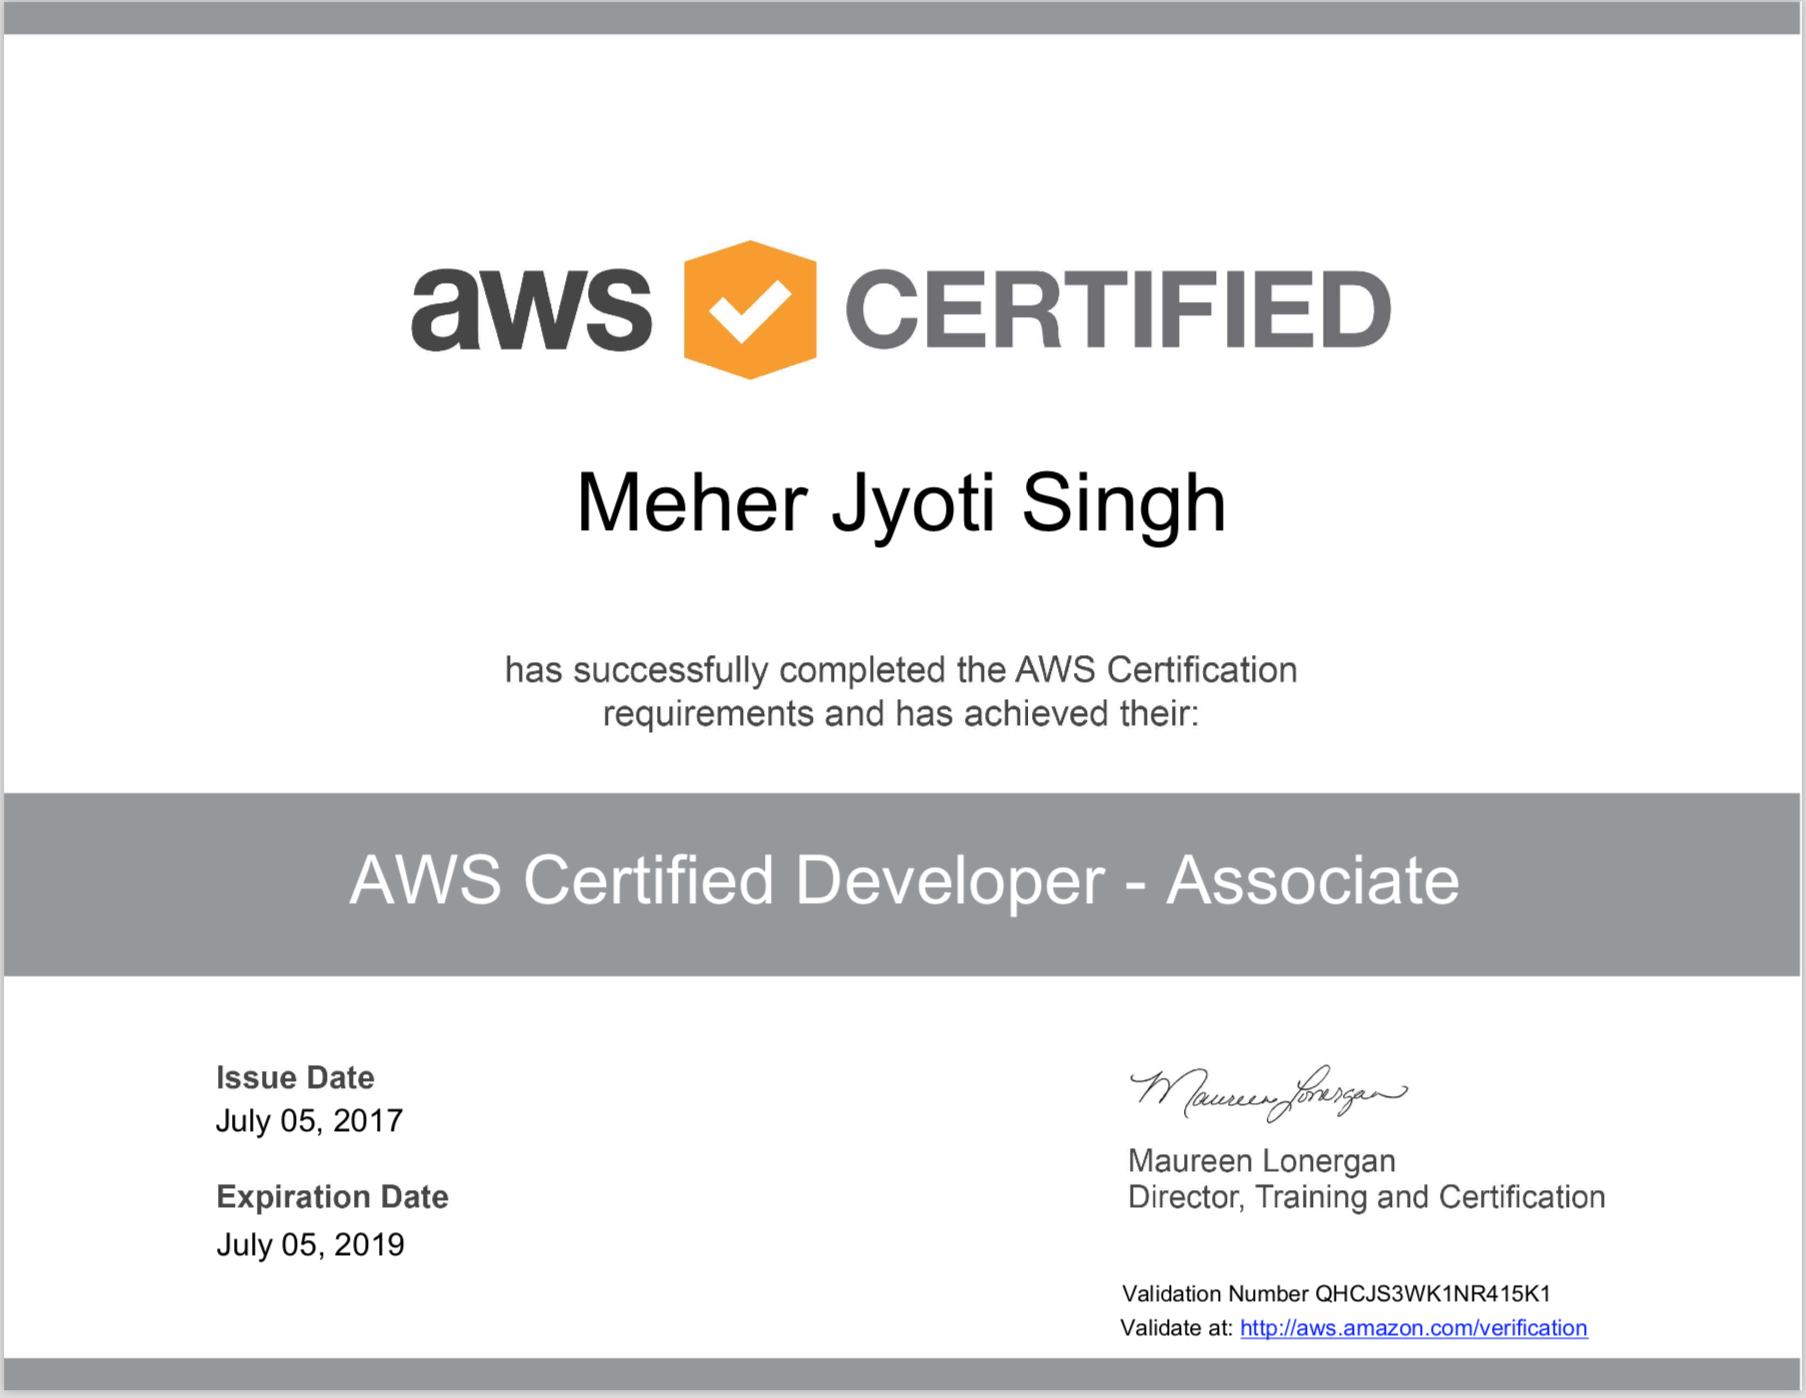 aws CERTIFIED
Meher Jyoti Singh
has successfully completed the AWS Certification
requirements and has achieved their:
AWS Certified Developer - Associate
Issue Date
July 05, 2017
Expiration Date
July 05, 2019
Maureen Lonergan
Maureen Lonergan
Director, Training and Certification
Validation Number QHCJS3WK1NR415K1
Validate at: http://aws.amazon.com/verification